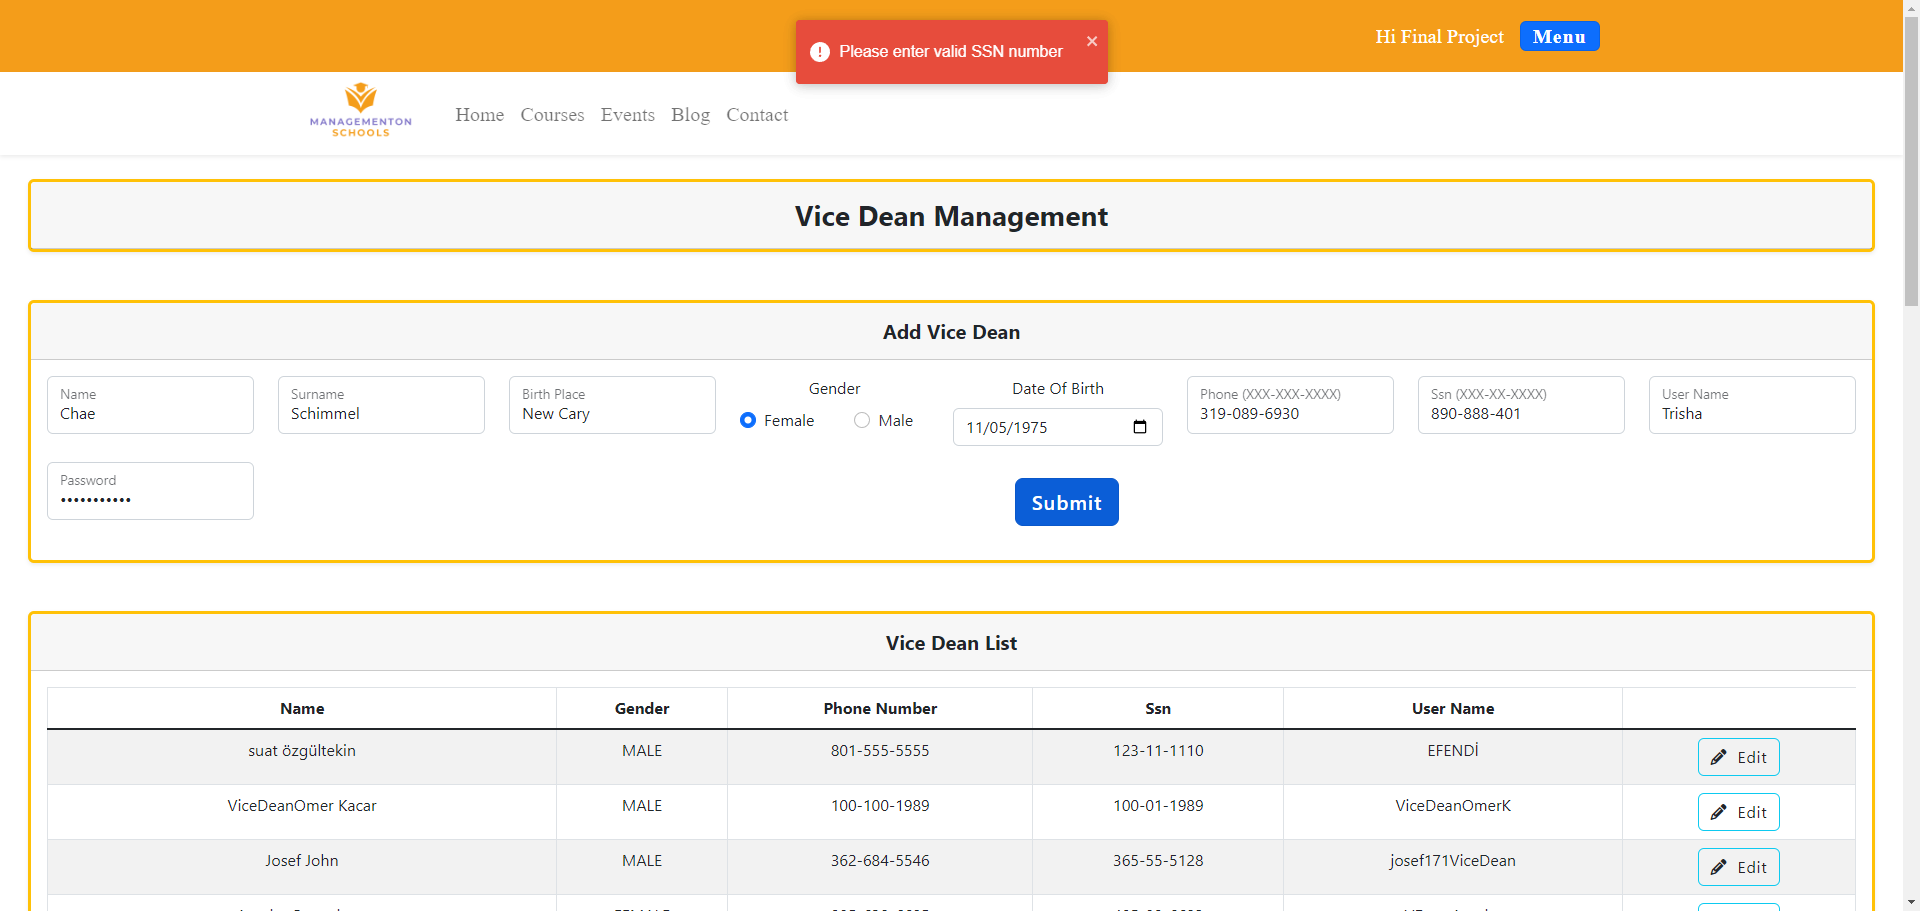 Please enter valid SSN number
Hi Final Project
Menu
MANAGEMENTON
SCHOOLS
Home Courses Events Blog Contact
Vice Dean Management
Add Vice Dean
Name
Chae
Surname
Schimmel
Birth Place
New Cary
Gender
Female Male
Date Of Birth
11/05/1975
Phone (XXX-XXX-XXXX)
319-089-6930
Ssn (XXX-XX-XXXX)
890-888-401
User Name
Trisha
Password
•••••••••••
Submit
Vice Dean List
Name Gender Phone Number Ssn User Name
suat özgültekin MALE 801-555-5555 123-11-1110 EFENDİ Edit
ViceDeanOmer Kacar MALE 100-100-1989 100-01-1989 ViceDeanOmerK Edit
Josef John MALE 362-684-5546 365-55-5128 josef171ViceDean Edit